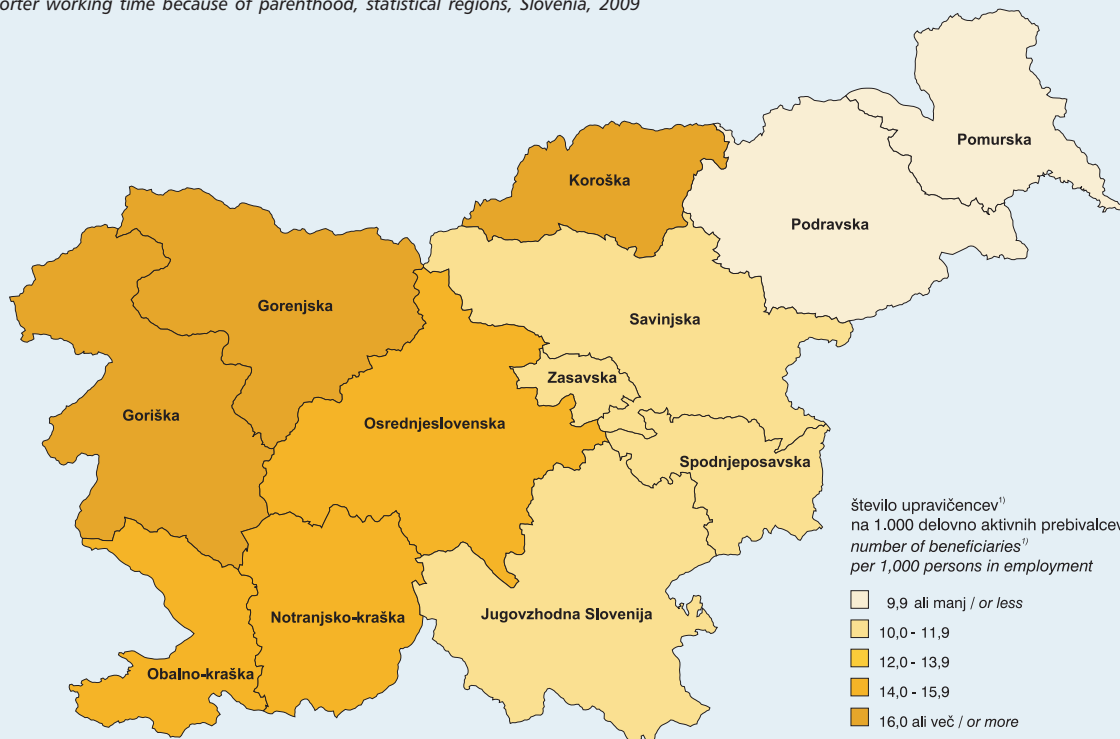 orter working time because of parenthood, statistical regions, Slovenia, 2009
Pomurska
Koroška
Podravska
Gorenjska
Savinjska
Zasavska
Goriška
Osrednjeslovenska
Spodnjeposavska
Jugovzhodna Slovenija
Notranjsko-kraška
Obalno-kraška
število upravičencev¹⁾
na 1.000 delovno aktivnih prebivalcev
number of beneficiaries¹⁾
per 1,000 persons in employment
9,9 ali manj / or less
10,0 - 11,9
12,0 - 13,9
14,0 - 15,9
16,0 ali več / or more